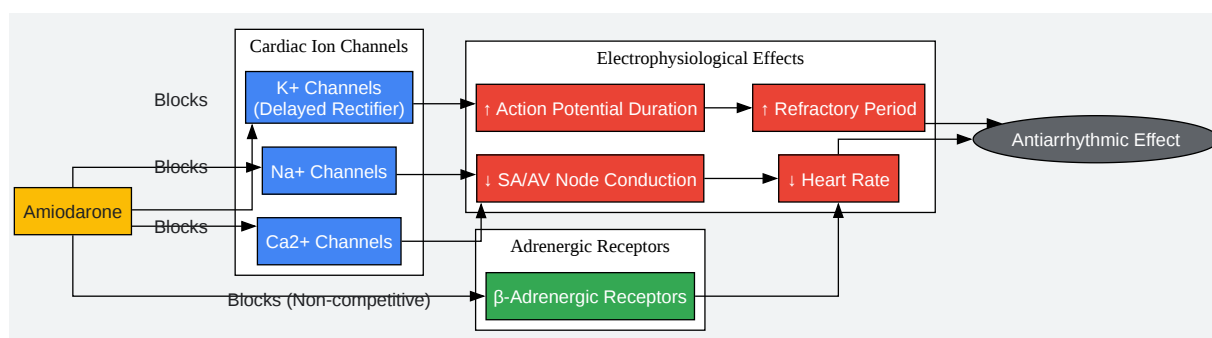 Cardiac Ion Channels
K+ Channels
(Delayed Rectifier)
Na+ Channels
Ca2+ Channels
Electrophysiological Effects
↑ Action Potential Duration
↑ Refractory Period
↓ SA/AV Node Conduction
↓ Heart Rate
Antiarrhythmic Effect
Adrenergic Receptors
β-Adrenergic Receptors
Amiodarone
Blocks
Blocks
Blocks
Blocks (Non-competitive)